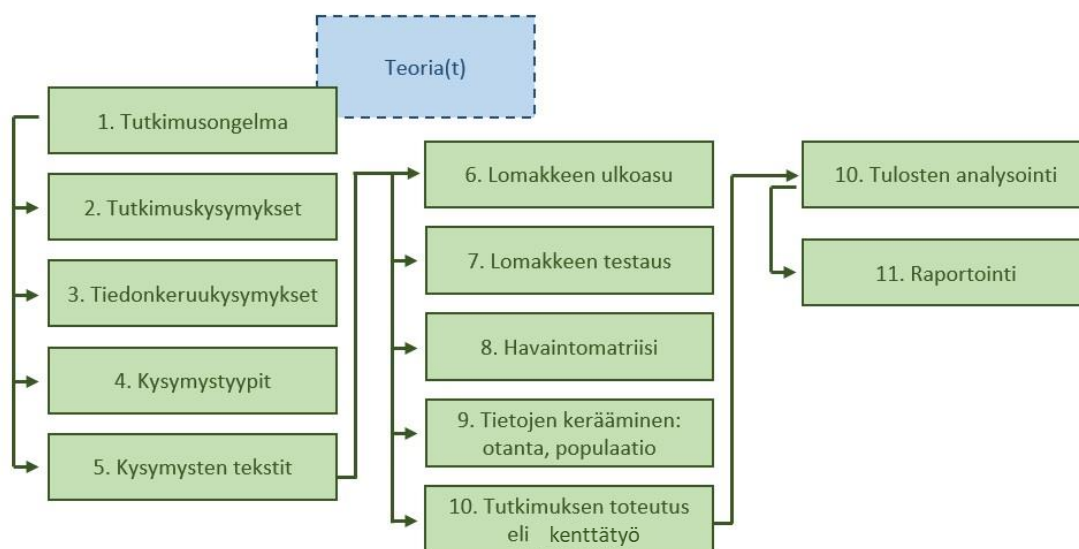 Teoria(t)
1. Tutkimusongelma
2. Tutkimuskysymykset
3. Tiedonkeruukysymykset
4. Kysymystyypit
5. Kysymysten tekstit
6. Lomakkeen ulkoasu
7. Lomakkeen testaus
8. Havaintomatriisi
9. Tietojen kerääminen:
otanta, populaatio
10. Tutkimuksen toteutus
eli kenttätyö
10. Tulosten analysointi
11. Raportointi